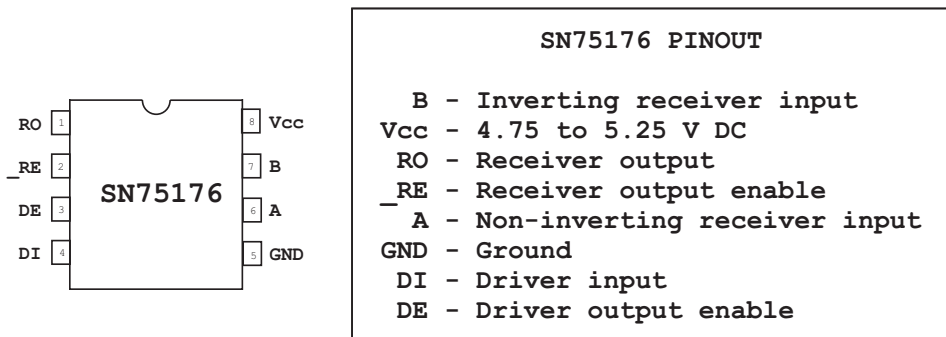 RO 1
_RE 2
DE 3
DI 4
SN75176
8 Vcc
7 B
6 A
5 GND
SN75176 PINOUT
B - Inverting receiver input
Vcc - 4.75 to 5.25 V DC
RO - Receiver output
_RE - Receiver output enable
A - Non-inverting receiver input
GND - Ground
DI - Driver input
DE - Driver output enable